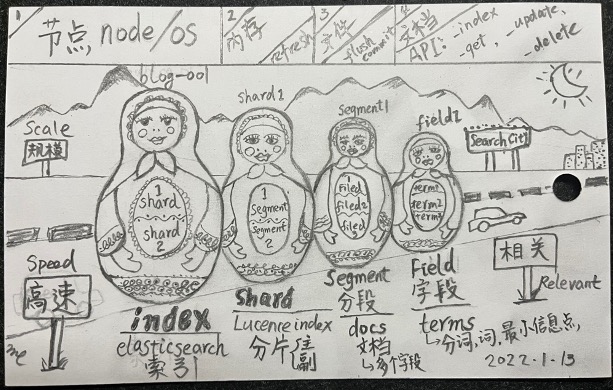 1 节点 node/os
2 内存 refresh
3 文件 flush commit
4 文档 API: _index
_get, _update,
_delete
blog-001
shard1
Segment1
field1
Scale
规模
SearchCity
1
shard
shard
2
1
Segment
Segment
2
Filed1
Filed2
filed3
term1
term2
term3
Speed
高速
相关
Relevant
index
elasticsearch
索引
Shard
Lucence index
分片
Segment
分段
docs
文档
多个字段
Field
字段
terms
分词, 词, 最小信息点,
2022-1-13